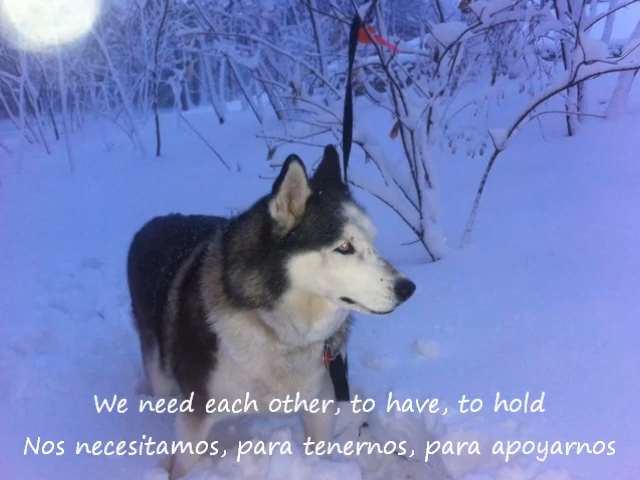 We need each other, to have, to hold
Nos necesitamos, para tenernos, para apoyarnos